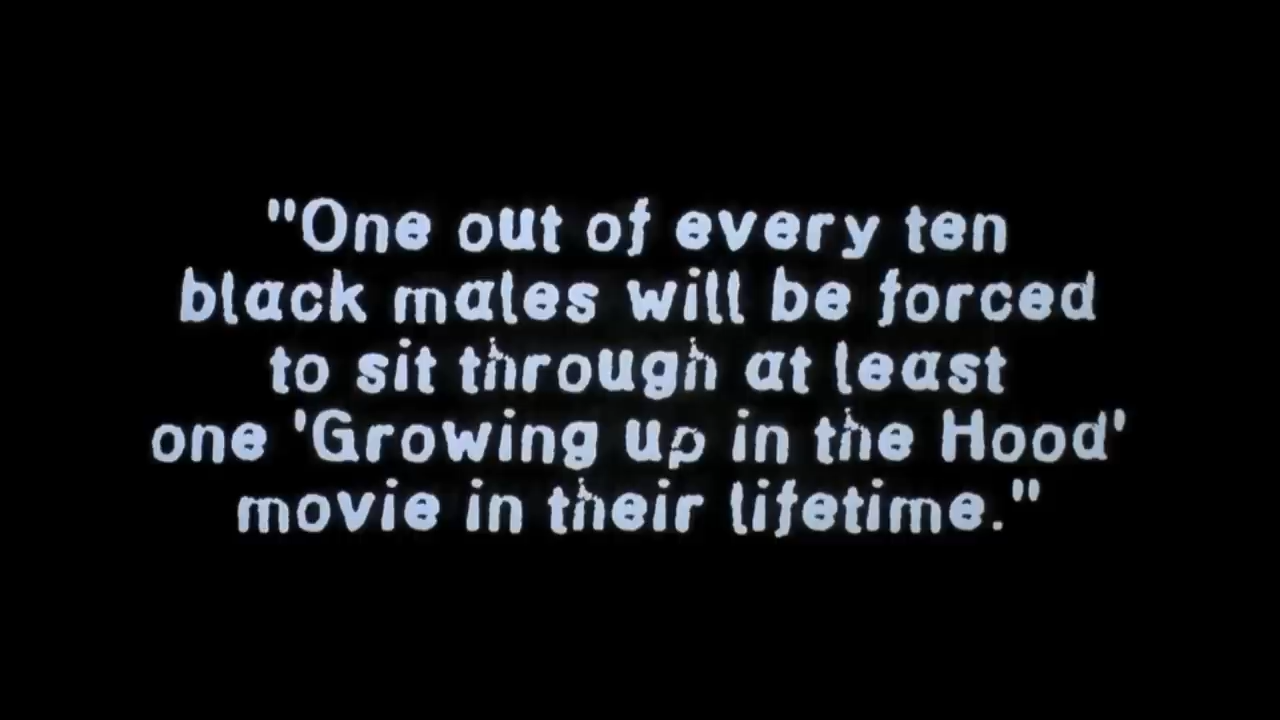 "One out of every ten
black males will be forced
to sit through at least
one 'Growing up in the Hood'
movie in their lifetime."